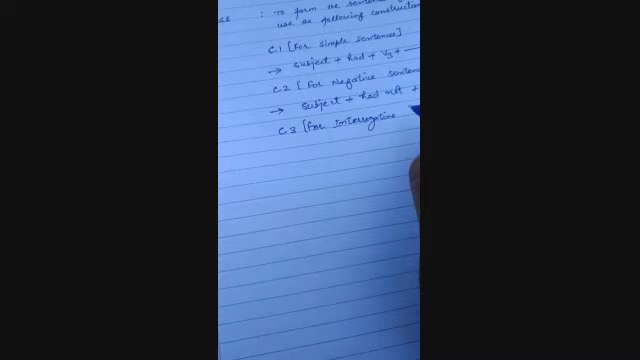 : To form the sentence
use as following construction
C.1 [For Simple Sentences]
→ Subject + had + V3 +
C.2 [ For Negative Senten
→ Subject + had not +
C.3 [For Interrogative